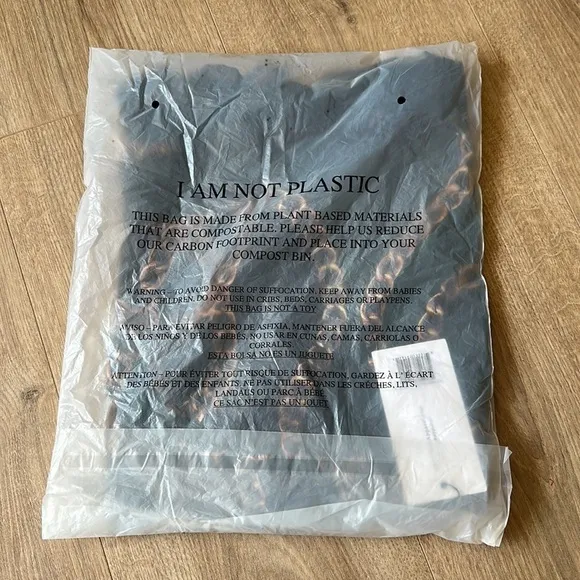 I AM NOT PLASTIC
THIS BAG IS MADE FROM PLANT BASED MATERIALS
THAT ARE COMPOSTABLE. PLEASE HELP US REDUCE
OUR CARBON FOOTPRINT AND PLACE INTO YOUR
COMPOST BIN.
WARNING – TO AVOID DANGER OF SUFFOCATION, KEEP AWAY FROM BABIES
AND CHILDREN. DO NOT USE IN CRIBS, BEDS, CARRIAGES OR PLAYPENS.
THIS BAG IS NOT A TOY
AVISO – PARA EVITAR PELIGRO DE ASFIXIA, MANTENER FUERA DEL ALCANCE
DE LOS NINOS Y DE LOS BEBÉS, NO USAR EN CUNAS, CAMAS, CARRIOLAS O
CORRALES.
ESTA BOLSA NO ES UN JUGUETE
ATTENTION – POUR ÉVITER TOUT RISQUE DE SUFFOCATION, GARDEZ À L' ÉCART
DES BÉBÉS ET DES ENFANTS. NE PAS UTILISER DANS LES CRÈCHES, LITS,
LANDAUS OU PARC À BÉBÉ.
CE SAC N'EST PAS UN JOUET